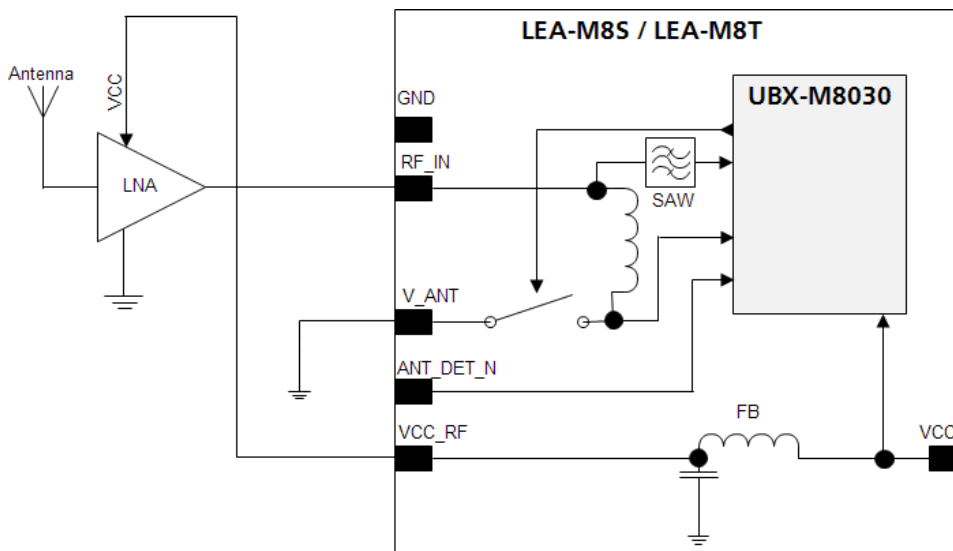 LEA-M8S / LEA-M8T
Antenna
VCC
LNA
GND
RF_IN
SAW
UBX-M8030
V_ANT
ANT_DET_N
VCC_RF
FB
VCC